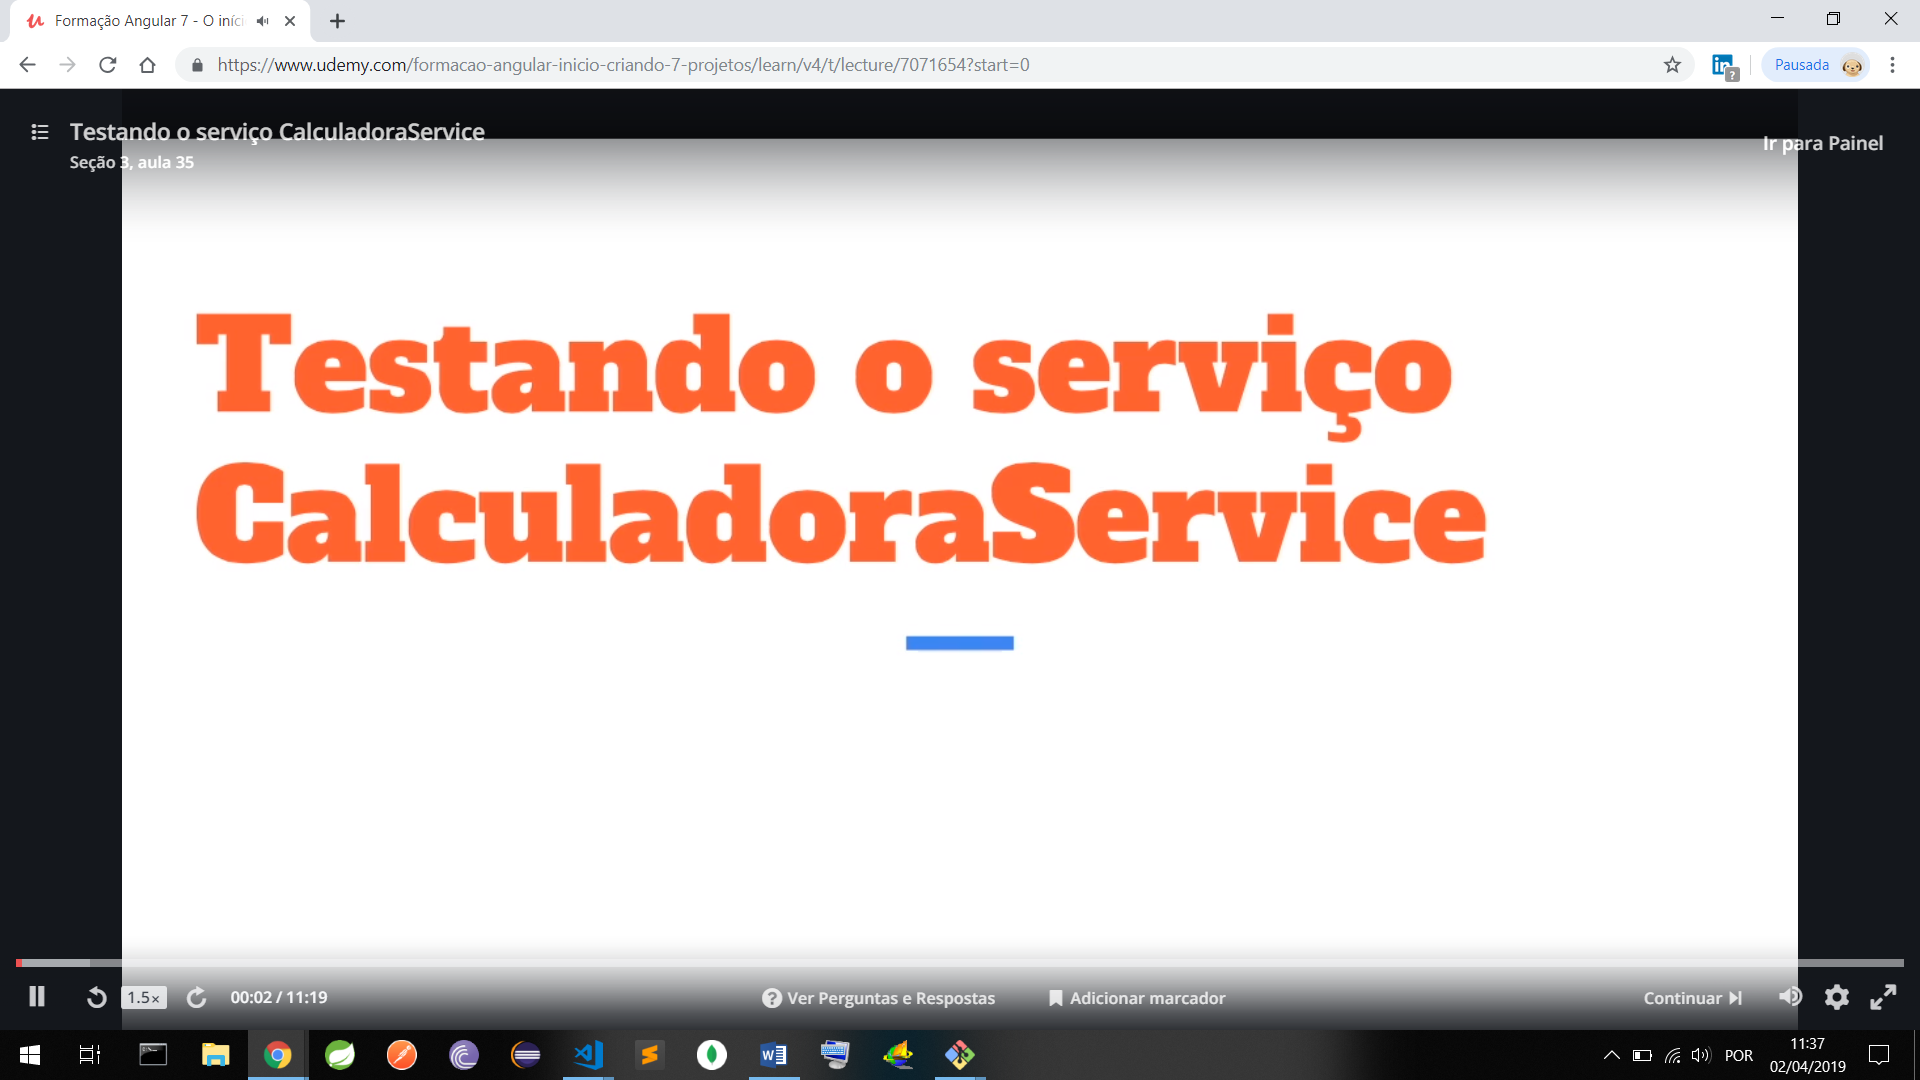 Formação Angular 7 - O iníci
https://www.udemy.com/formacao-angular-inicio-criando-7-projetos/learn/v4/t/lecture/7071654?start=0
Pausada
Testando o serviço CalculadoraService
Seção 3, aula 35
Ir para Painel
Testando o serviço
CalculadoraService
1.5x
00:02 / 11:19
Ver Perguntas e Respostas
Adicionar marcador
Continuar
POR
11:37
02/04/2019